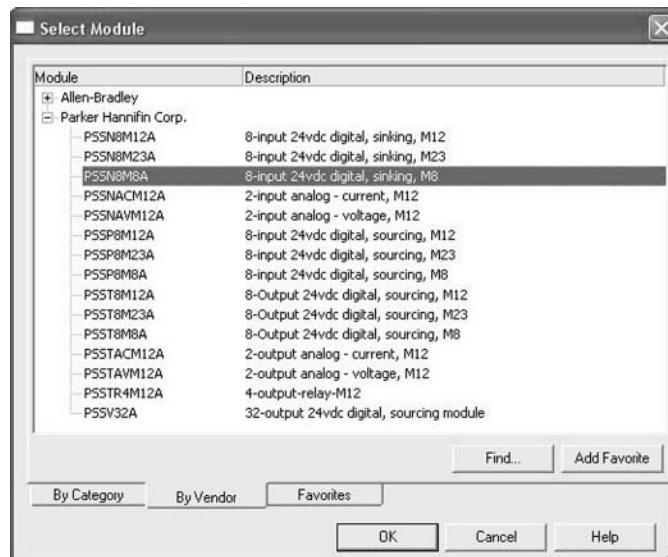 Select Module
Module Description
Allen-Bradley
Parker Hannifin Corp.
PSSN8M12A 8-input 24vdc digital, sinking, M12
PSSN8M23A 8-input 24vdc digital, sinking, M23
PSSN8M8A 8-input 24vdc digital, sinking, M8
PSSNACM12A 2-input analog - current, M12
PSSNAVM12A 2-input analog - voltage, M12
PSSP8M12A 8-input 24vdc digital, sourcing, M12
PSSP8M23A 8-input 24vdc digital, sourcing, M23
PSSP8M8A 8-input 24vdc digital, sourcing, M8
PSST8M12A 8-Output 24vdc digital, sourcing, M12
PSST8M23A 8-Output 24vdc digital, sourcing, M23
PSST8M8A 8-Output 24vdc digital, sourcing, M8
PSSTACM12A 2-output analog - current, M12
PSSTAVM12A 2-output analog - voltage, M12
PSSTR4M12A 4-output-relay-M12
PSSV32A 32-output 24vdc digital, sourcing module
Find... Add Favorite
By Category By Vendor Favorites
OK Cancel Help